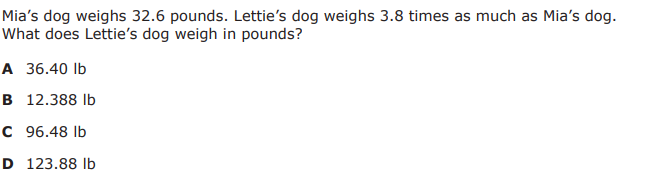 Mia’s dog weighs 32.6 pounds. Lettie’s dog weighs 3.8 times as much as Mia’s dog.
What does Lettie’s dog weigh in pounds?
A 36.40 lb
B 12.388 lb
C 96.48 lb
D 123.88 lb